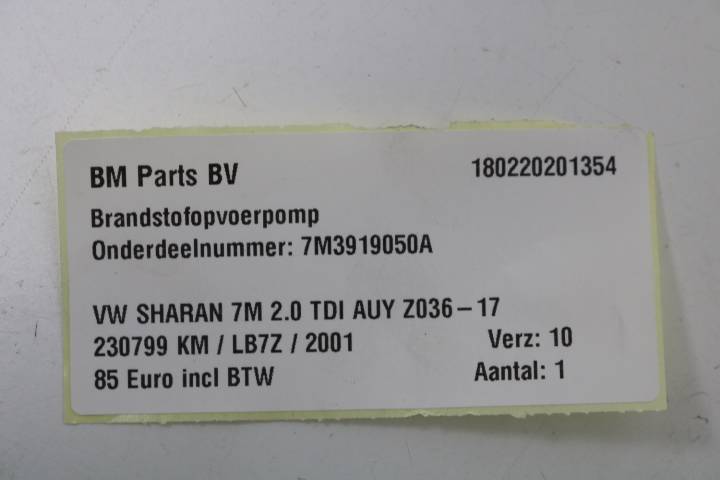 BM Parts BV 180220201354
Brandstofopvoerpomp
Onderdeelnummer: 7M3919050A
VW SHARAN 7M 2.0 TDI AUY Z036-17
230799 KM / LB7Z / 2001 Verz: 10
85 Euro incl BTW Aantal: 1